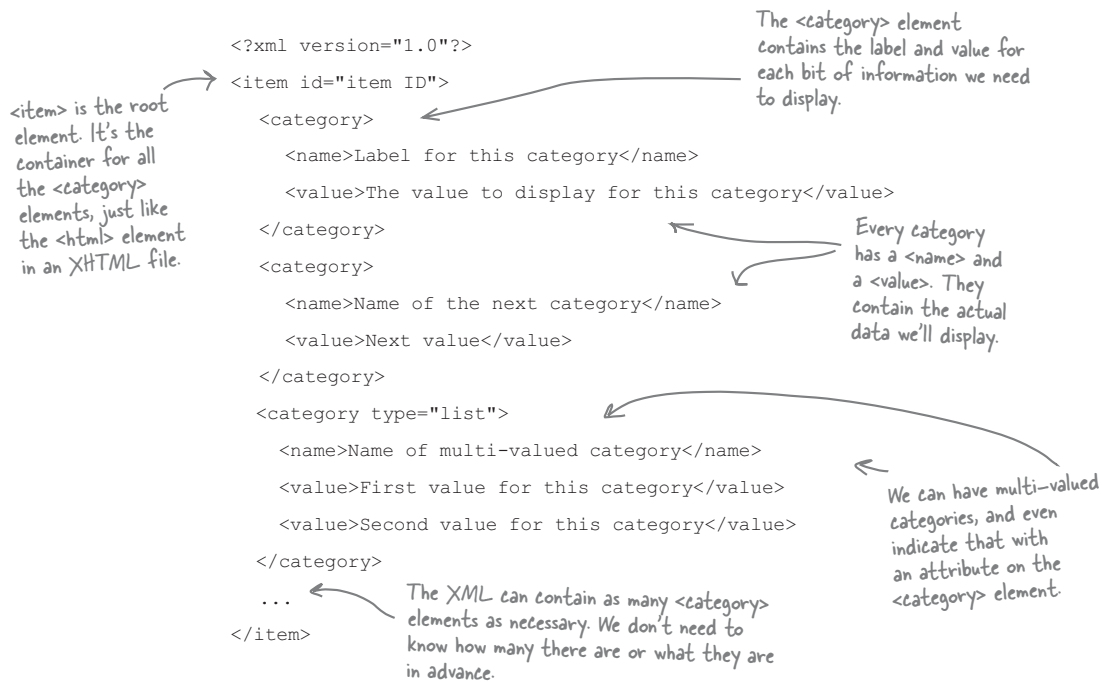 <?xml version="1.0"?>
<item id="item ID">
<category>
<name>Label for this category</name>
<value>The value to display for this category</value>
</category>
<category>
<name>Name of the next category</name>
<value>Next value</value>
</category>
<category type="list">
<name>Name of multi-valued category</name>
<value>First value for this category</value>
<value>Second value for this category</value>
</category>
...
</item>
<item> is the root
element. It's the
container for all
the <category>
elements, just like
the <html> element
in an XHTML file.
The <category> element
contains the label and value for
each bit of information we need
to display.
Every category
has a <name> and
a <value>. They
contain the actual
data we'll display.
We can have multi-valued
categories, and even
indicate that with
an attribute on the
<category> element.
The XML can contain as many <category>
elements as necessary. We don't need to
know how many there are or what they are
in advance.